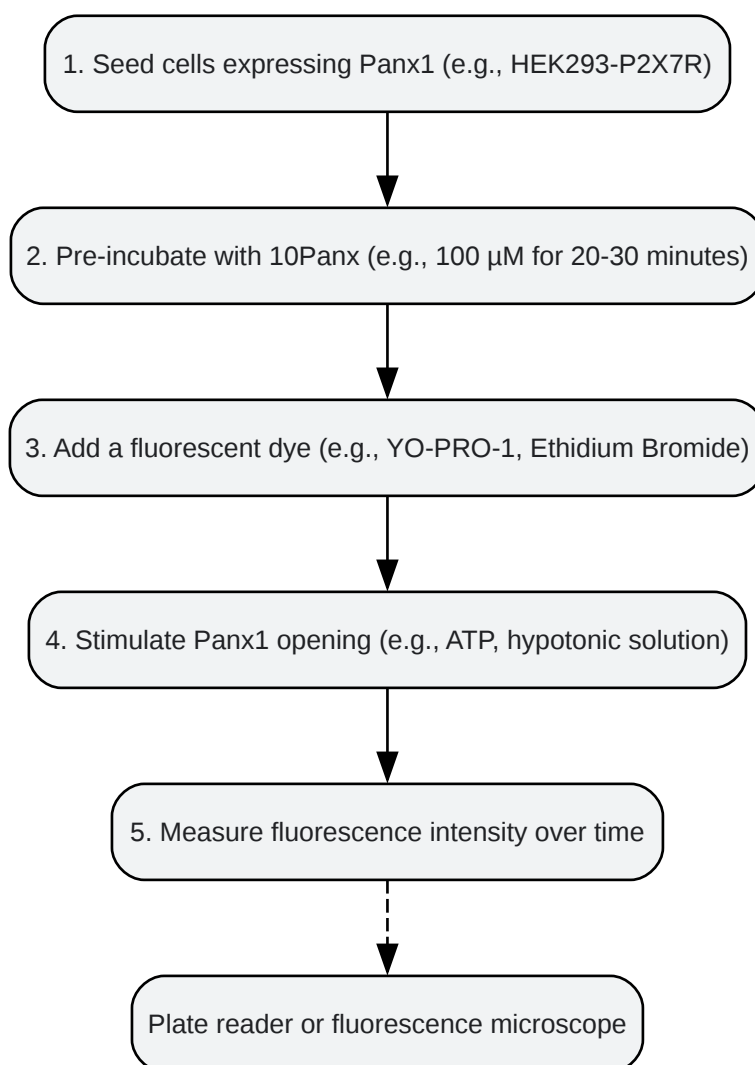 1. Seed cells expressing Panx1 (e.g., HEK293-P2X7R)
2. Pre-incubate with 10Panx (e.g., 100 µM for 20-30 minutes)
3. Add a fluorescent dye (e.g., YO-PRO-1, Ethidium Bromide)
4. Stimulate Panx1 opening (e.g., ATP, hypotonic solution)
5. Measure fluorescence intensity over time
Plate reader or fluorescence microscope